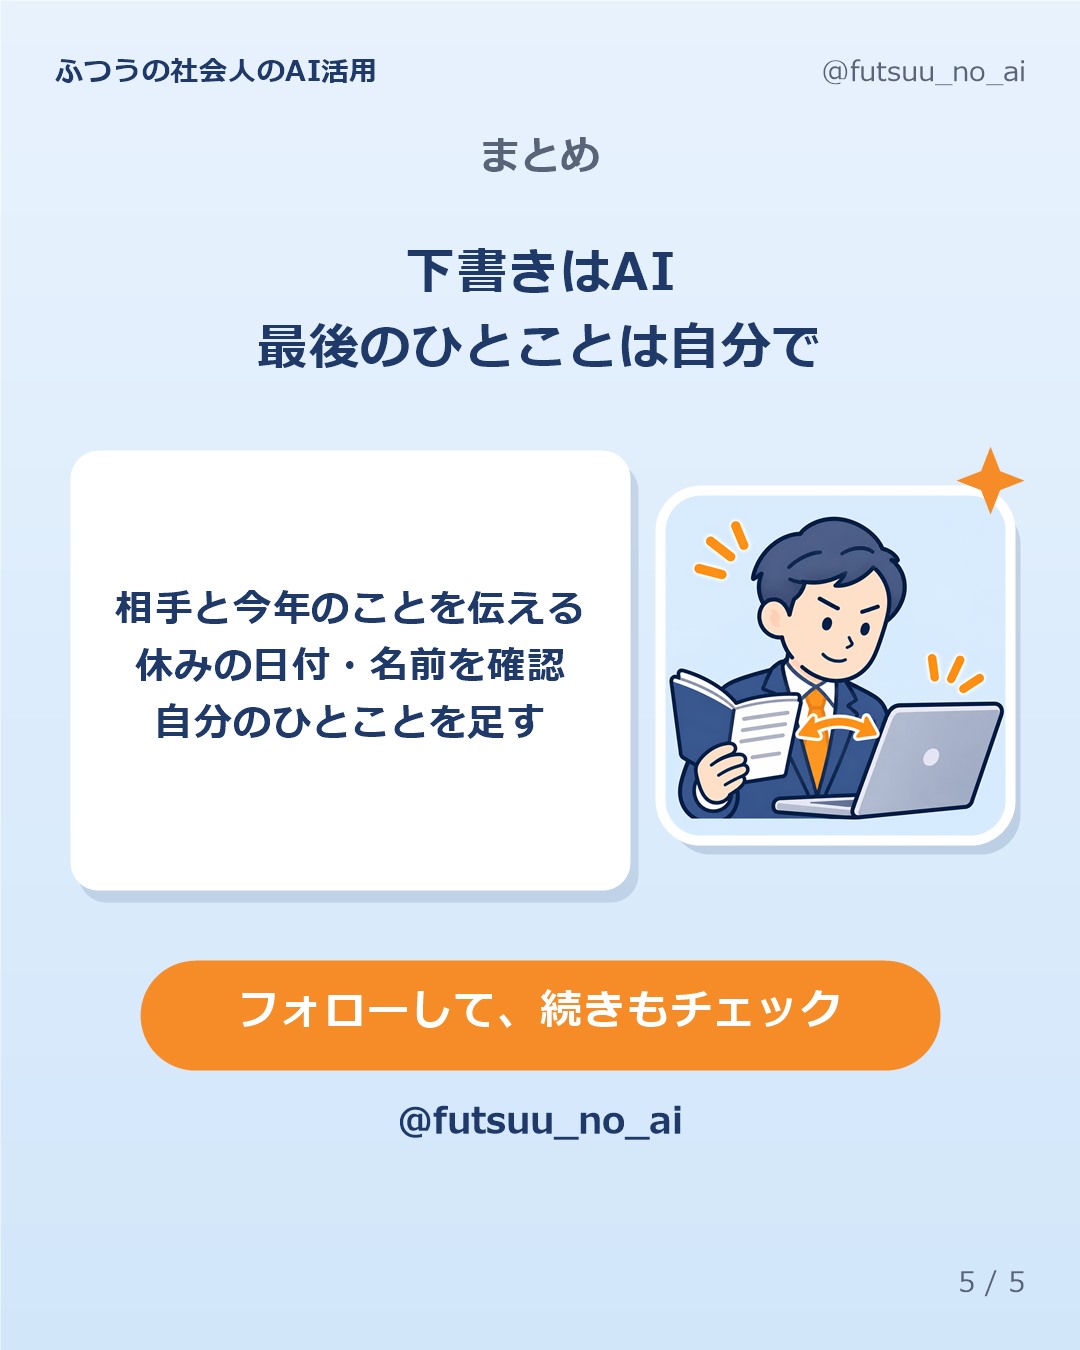 ふつうの社会人のAI活用
@futsuu_no_ai
まとめ
下書きはAI
最後のひとことは自分で
相手と今年のことを伝える
休みの日付・名前を確認
自分のひとことを足す
フォローして、続きもチェック
@futsuu_no_ai
5 / 5